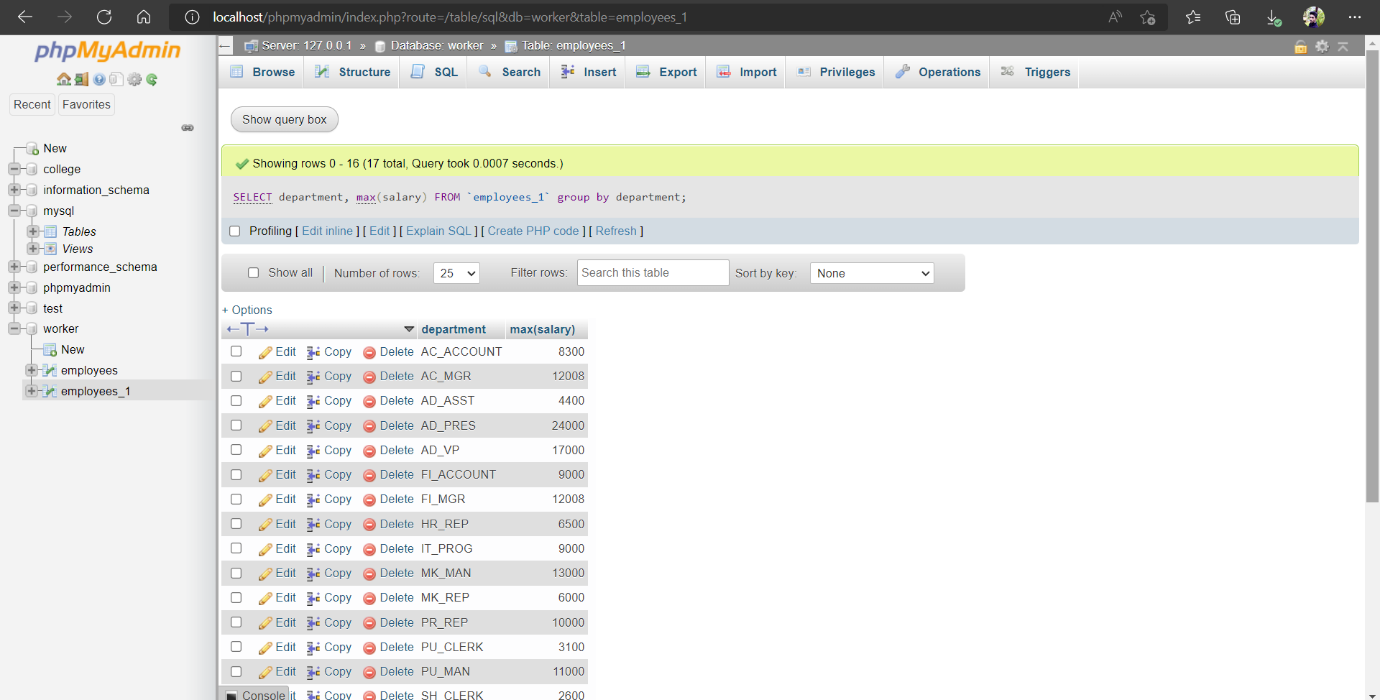 localhost/phpmyadmin/index.php?route=/table/sql&db=worker&table=employees_1
phpMyAdmin
Recent Favorites
New
college
information_schema
mysql
Tables
Views
performance_schema
phpmyadmin
test
worker
New
employees
employees_1
Server: 127.0.0.1 » Database: worker » Table: employees_1
Browse Structure SQL Search Insert Export Import Privileges Operations Triggers
Show query box
Showing rows 0 - 16 (17 total, Query took 0.0007 seconds.)
SELECT department, max(salary) FROM `employees_1` group by department;
Profiling [ Edit inline ] [ Edit ] [ Explain SQL ] [ Create PHP code ] [ Refresh ]
Show all Number of rows: 25 Filter rows: Search this table Sort by key: None
+ Options
←T→ department max(salary)
Edit Copy Delete AC_ACCOUNT 8300
Edit Copy Delete AC_MGR 12008
Edit Copy Delete AD_ASST 4400
Edit Copy Delete AD_PRES 24000
Edit Copy Delete AD_VP 17000
Edit Copy Delete FI_ACCOUNT 9000
Edit Copy Delete FI_MGR 12008
Edit Copy Delete HR_REP 6500
Edit Copy Delete IT_PROG 9000
Edit Copy Delete MK_MAN 13000
Edit Copy Delete MK_REP 6000
Edit Copy Delete PR_REP 10000
Edit Copy Delete PU_CLERK 3100
Edit Copy Delete PU_MAN 11000
Console it Copy Delete SH_CLERK 2600